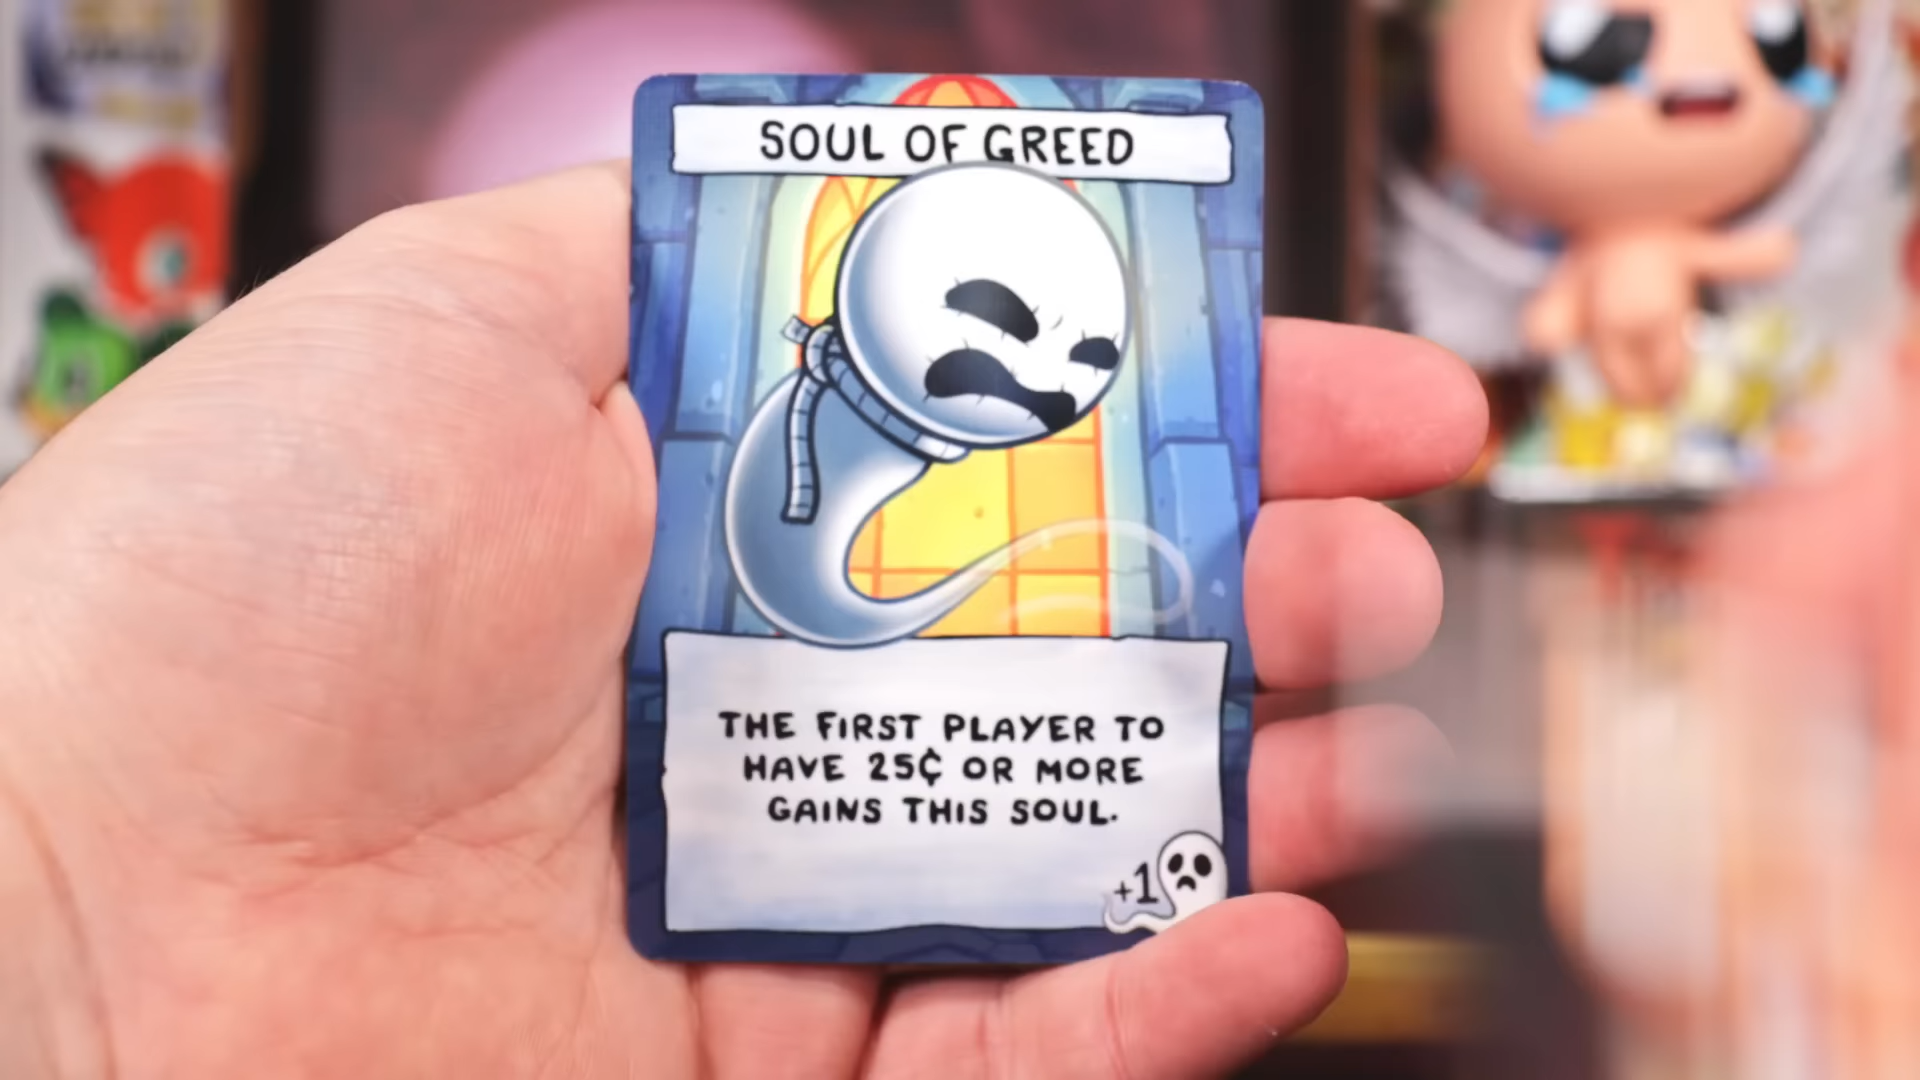 SOUL OF GREED
THE FIRST PLAYER TO
HAVE 25¢ OR MORE
GAINS THIS SOUL.
+1